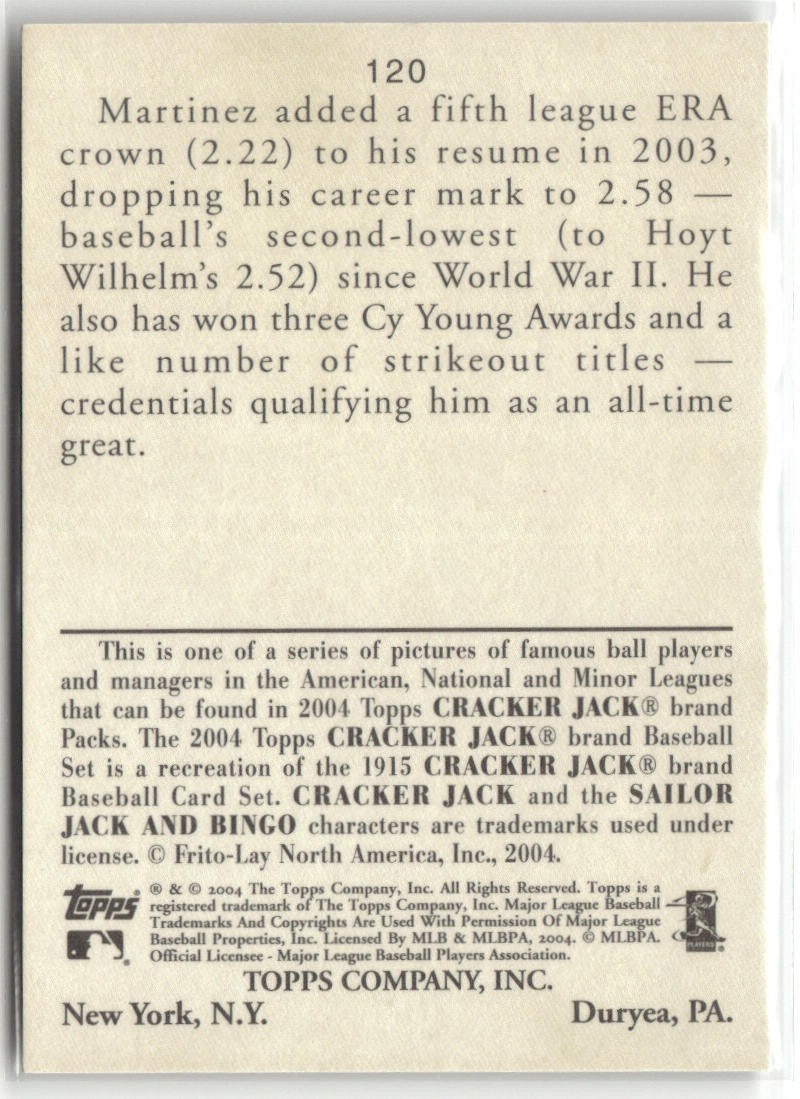 120
Martinez added a fifth league ERA
crown (2.22) to his resume in 2003,
dropping his career mark to 2.58 —
baseball's second-lowest (to Hoyt
Wilhelm's 2.52) since World War II. He
also has won three Cy Young Awards and a
like number of strikeout titles —
credentials qualifying him as an all-time
great.
This is one of a series of pictures of famous ball players
and managers in the American, National and Minor Leagues
that can be found in 2004 Topps CRACKER JACK® brand
Packs. The 2004 Topps CRACKER JACK® brand Baseball
Set is a recreation of the 1915 CRACKER JACK® brand
Baseball Card Set. CRACKER JACK and the SAILOR
JACK AND BINGO characters are trademarks used under
license. © Frito-Lay North America, Inc., 2004.
Topps®
® & © 2004 The Topps Company, Inc. All Rights Reserved. Topps is a
registered trademark of The Topps Company, Inc. Major League Baseball
Trademarks And Copyrights Are Used With Permission Of Major League
Baseball Properties, Inc. Licensed By MLB & MLBPA, 2004. © MLBPA.
Official Licensee - Major League Baseball Players Association.
PLAYERS
TOPPS COMPANY, INC.
New York, N.Y. Duryea, PA.